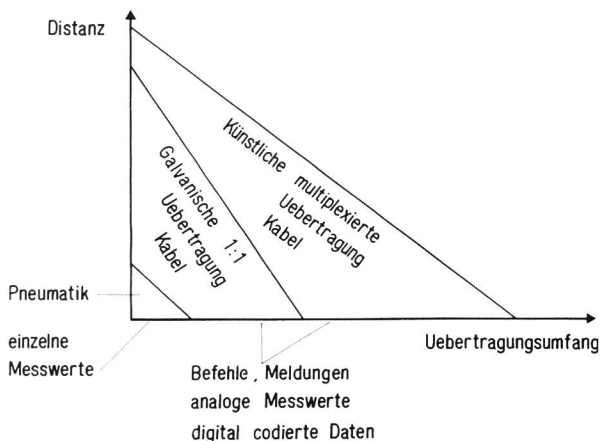 Distanz
Künstliche multiplexierte
Uebertragung
Kabel
Galvanische 1:1
Uebertragung
Kabel
Pneumatik
einzelne
Messwerte
Uebertragungsumfang
Befehle, Meldungen
analoge Messwerte
digital codierte Daten